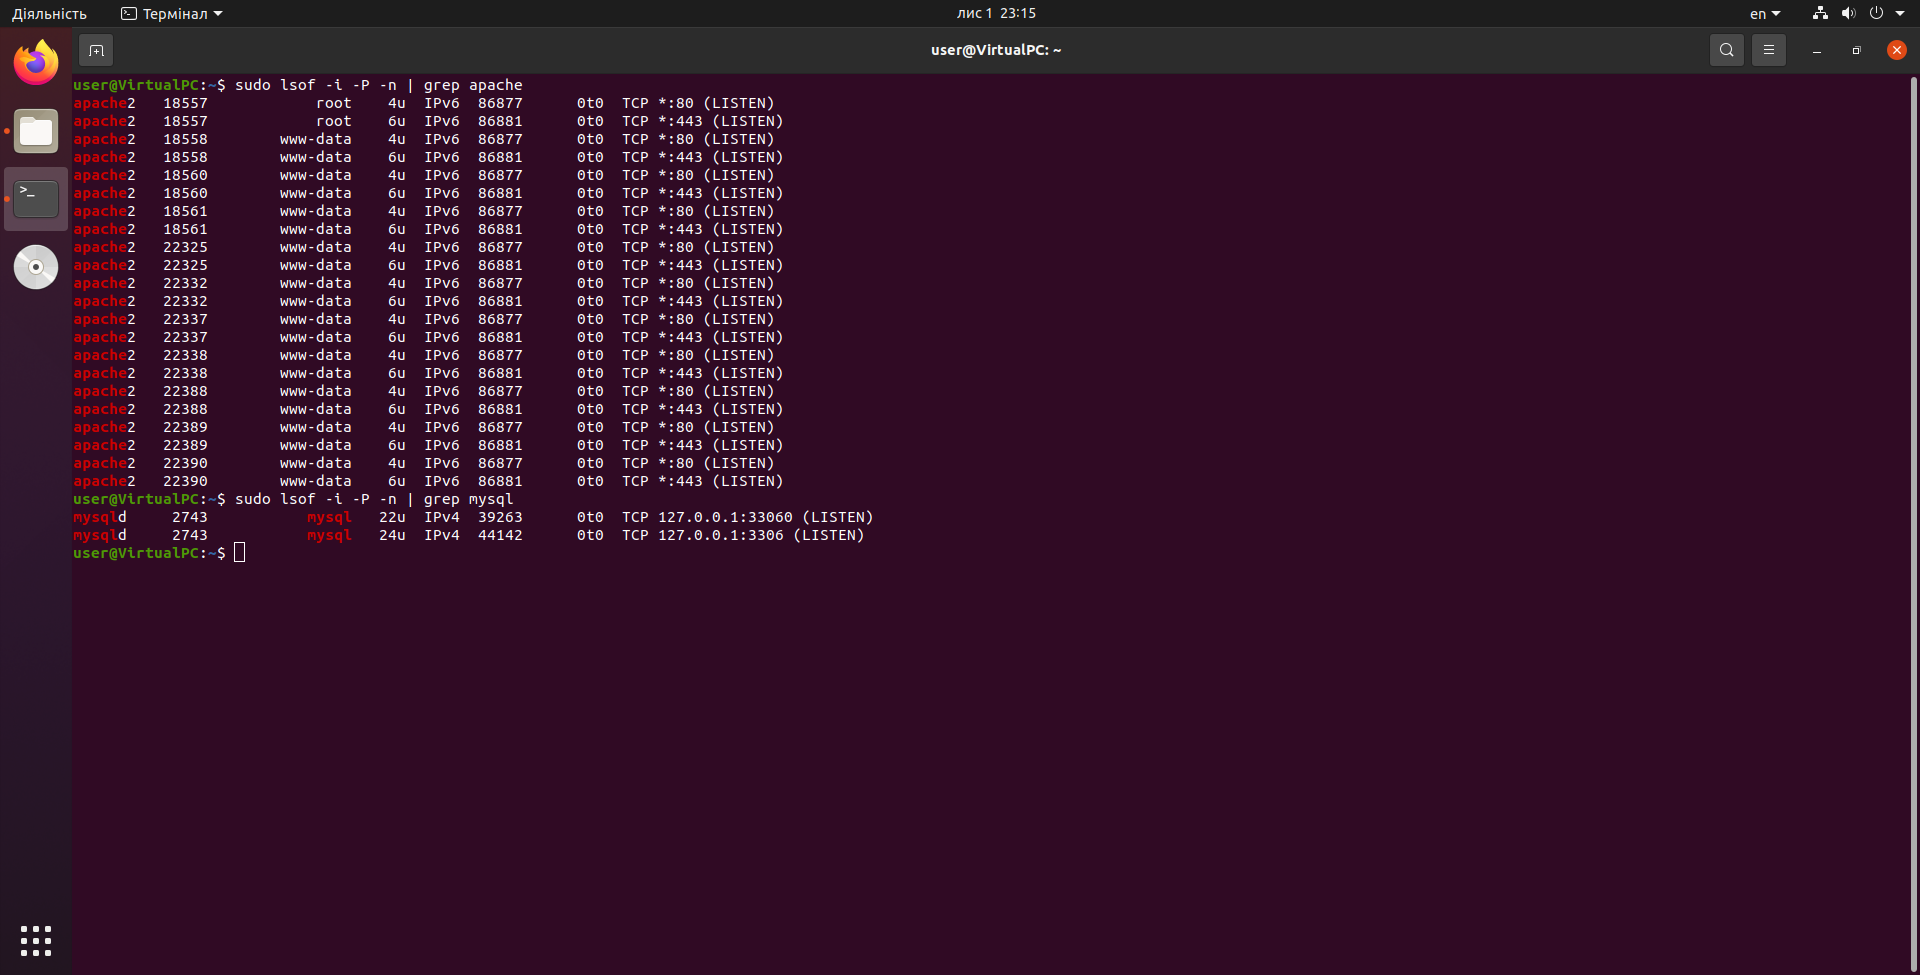 Діяльність Термінал лис 1 23:15 en
user@VirtualPC: ~
user@VirtualPC:~$ sudo lsof -i -P -n | grep apache
apache2 18557 root 4u IPv6 86877 0t0 TCP *:80 (LISTEN)
apache2 18557 root 6u IPv6 86881 0t0 TCP *:443 (LISTEN)
apache2 18558 www-data 4u IPv6 86877 0t0 TCP *:80 (LISTEN)
apache2 18558 www-data 6u IPv6 86881 0t0 TCP *:443 (LISTEN)
apache2 18560 www-data 4u IPv6 86877 0t0 TCP *:80 (LISTEN)
apache2 18560 www-data 6u IPv6 86881 0t0 TCP *:443 (LISTEN)
apache2 18561 www-data 4u IPv6 86877 0t0 TCP *:80 (LISTEN)
apache2 18561 www-data 6u IPv6 86881 0t0 TCP *:443 (LISTEN)
apache2 22325 www-data 4u IPv6 86877 0t0 TCP *:80 (LISTEN)
apache2 22325 www-data 6u IPv6 86881 0t0 TCP *:443 (LISTEN)
apache2 22332 www-data 4u IPv6 86877 0t0 TCP *:80 (LISTEN)
apache2 22332 www-data 6u IPv6 86881 0t0 TCP *:443 (LISTEN)
apache2 22337 www-data 4u IPv6 86877 0t0 TCP *:80 (LISTEN)
apache2 22337 www-data 6u IPv6 86881 0t0 TCP *:443 (LISTEN)
apache2 22338 www-data 4u IPv6 86877 0t0 TCP *:80 (LISTEN)
apache2 22338 www-data 6u IPv6 86881 0t0 TCP *:443 (LISTEN)
apache2 22388 www-data 4u IPv6 86877 0t0 TCP *:80 (LISTEN)
apache2 22388 www-data 6u IPv6 86881 0t0 TCP *:443 (LISTEN)
apache2 22389 www-data 4u IPv6 86877 0t0 TCP *:80 (LISTEN)
apache2 22389 www-data 6u IPv6 86881 0t0 TCP *:443 (LISTEN)
apache2 22390 www-data 4u IPv6 86877 0t0 TCP *:80 (LISTEN)
apache2 22390 www-data 6u IPv6 86881 0t0 TCP *:443 (LISTEN)
user@VirtualPC:~$ sudo lsof -i -P -n | grep mysql
mysqld 2743 mysql 22u IPv4 39263 0t0 TCP 127.0.0.1:33060 (LISTEN)
mysqld 2743 mysql 24u IPv4 44142 0t0 TCP 127.0.0.1:3306 (LISTEN)
user@VirtualPC:~$